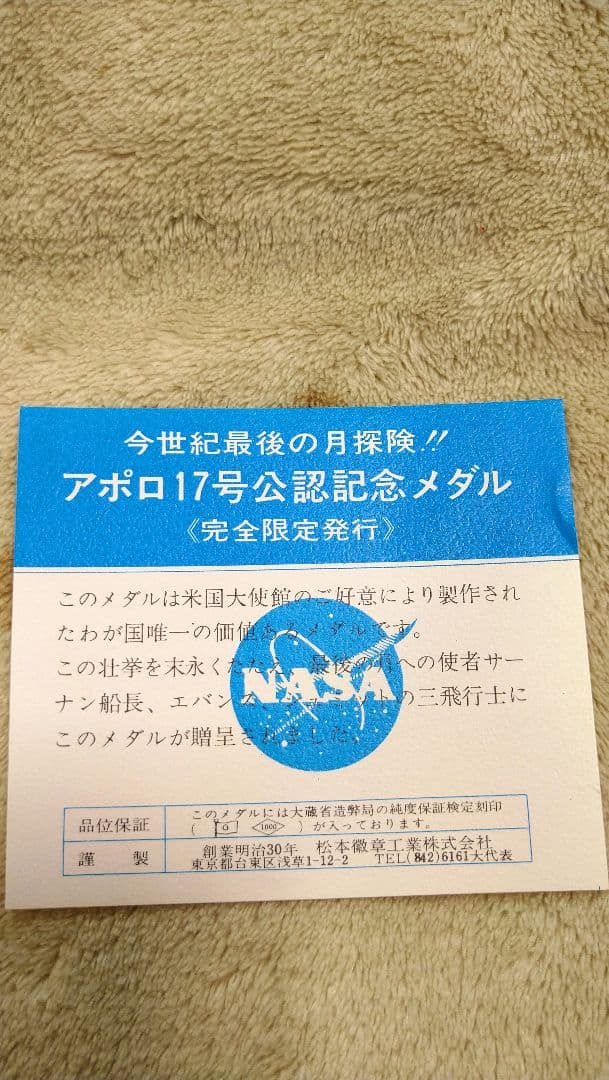 今世紀最後の月探険!!
アポロ17号公認記念メダル
《完全限定発行》
このメダルは米国大使館のご好意により製作され
たわが国唯一の価値あるメダルです。
この壮挙を末永くたたえ、最後の月への使者サー
ナン船長、エバンス、シュミットの三飛行士に
このメダルが贈呈されました。
NASA
品位保証 このメダルには大蔵省造幣局の純度保証検定刻印
( 1000 )が入っております。
謹製 創業明治30年 松本徽章工業株式会社
東京都台東区浅草1-12-2 TEL(842)6161大代表